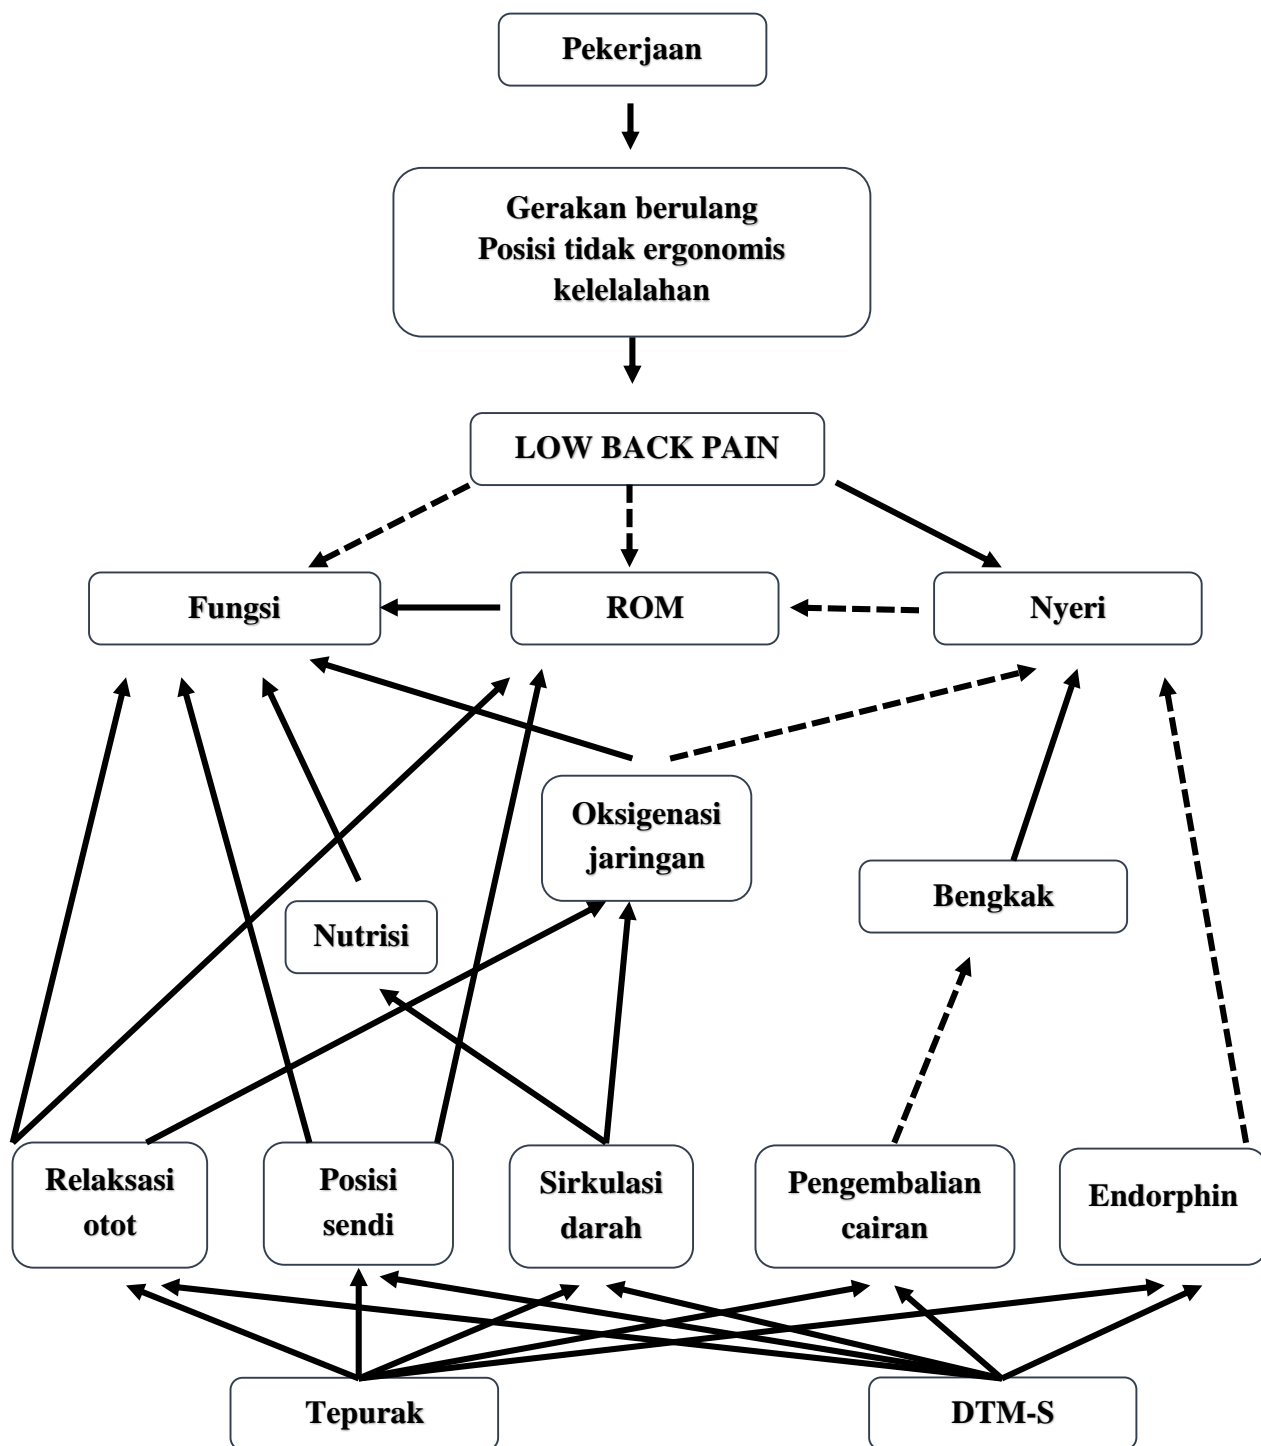 Pekerjaan
Gerakan berulang
Posisi tidak ergonomis
kelelalahan
LOW BACK PAIN
Fungsi
ROM
Nyeri
Oksigenasi
jaringan
Bengkak
Nutrisi
Relaksasi
otot
Posisi
sendi
Sirkulasi
darah
Pengembalian
cairan
Endorphin
Tepurak
DTM-S